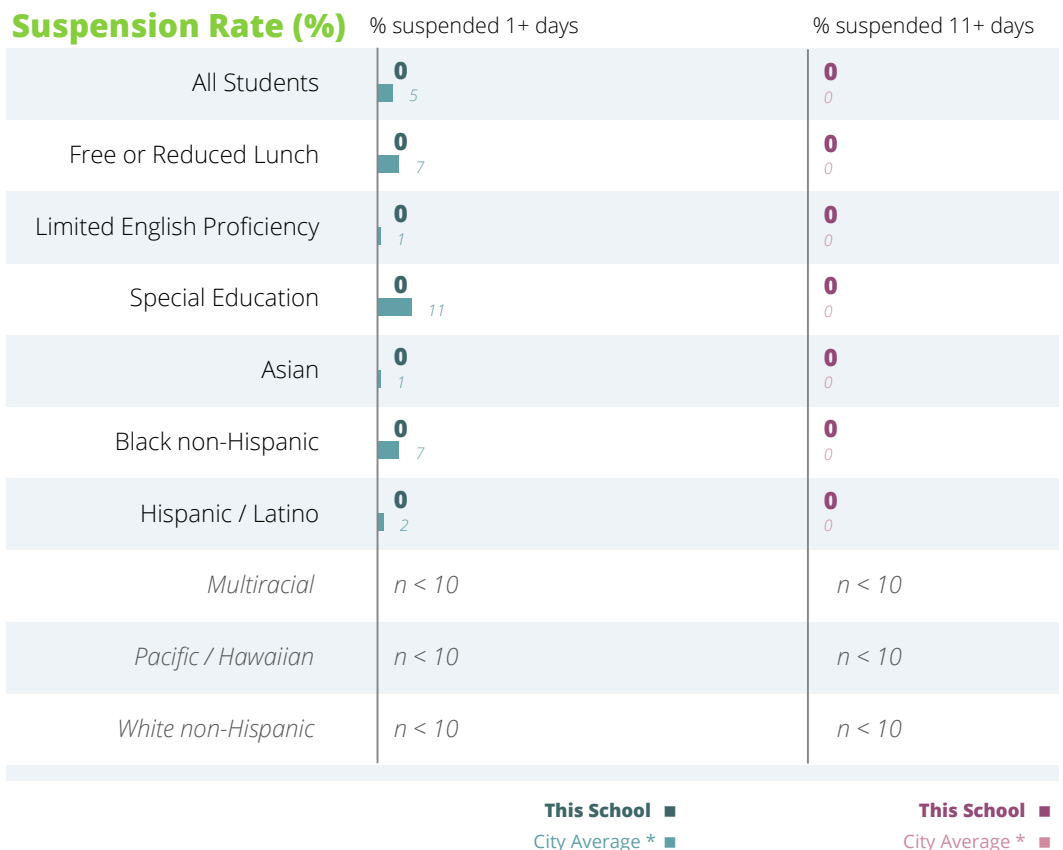 Suspension Rate (%) % suspended 1+ days % suspended 11+ days
All Students 0 5 0 0
Free or Reduced Lunch 0 7 0 0
Limited English Proficiency 0 1 0 0
Special Education 0 11 0 0
Asian 0 1 0 0
Black non-Hispanic 0 7 0 0
Hispanic / Latino 0 2 0 0
Multiracial n < 10 n < 10
Pacific / Hawaiian n < 10 n < 10
White non-Hispanic n < 10 n < 10
This School This School
City Average * City Average *